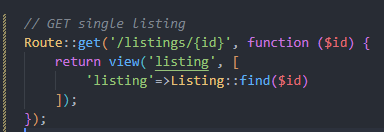 // GET single listing
Route::get('/listings/{id}', function ($id) {
    return view('listing', [
        'listing'=>Listing::find($id)
    ]);
});